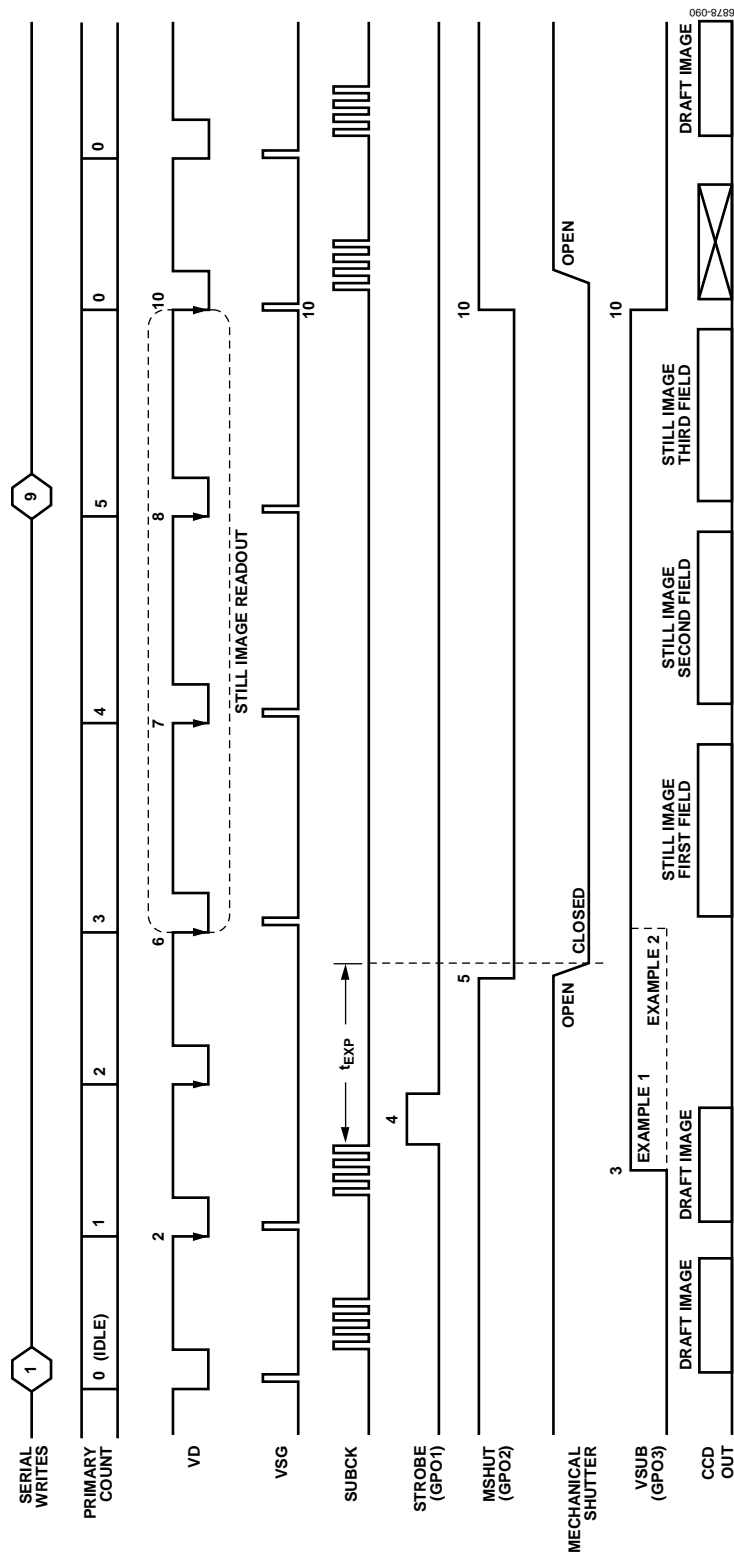 SERIAL
WRITES
1
9
PRIMARY
COUNT
0 (IDLE)
1
2
3
4
5
0
0
VD
2
6
7
8
10
STILL IMAGE READOUT
VSG
10
SUBCK
tEXP
STROBE
(GPO1)
4
MSHUT
(GPO2)
5
10
MECHANICAL
SHUTTER
OPEN
CLOSED
OPEN
VSUB
(GPO3)
3
EXAMPLE 1
EXAMPLE 2
10
CCD
OUT
DRAFT IMAGE
DRAFT IMAGE
STILL IMAGE
FIRST FIELD
STILL IMAGE
SECOND FIELD
STILL IMAGE
THIRD FIELD
DRAFT IMAGE
6878-090